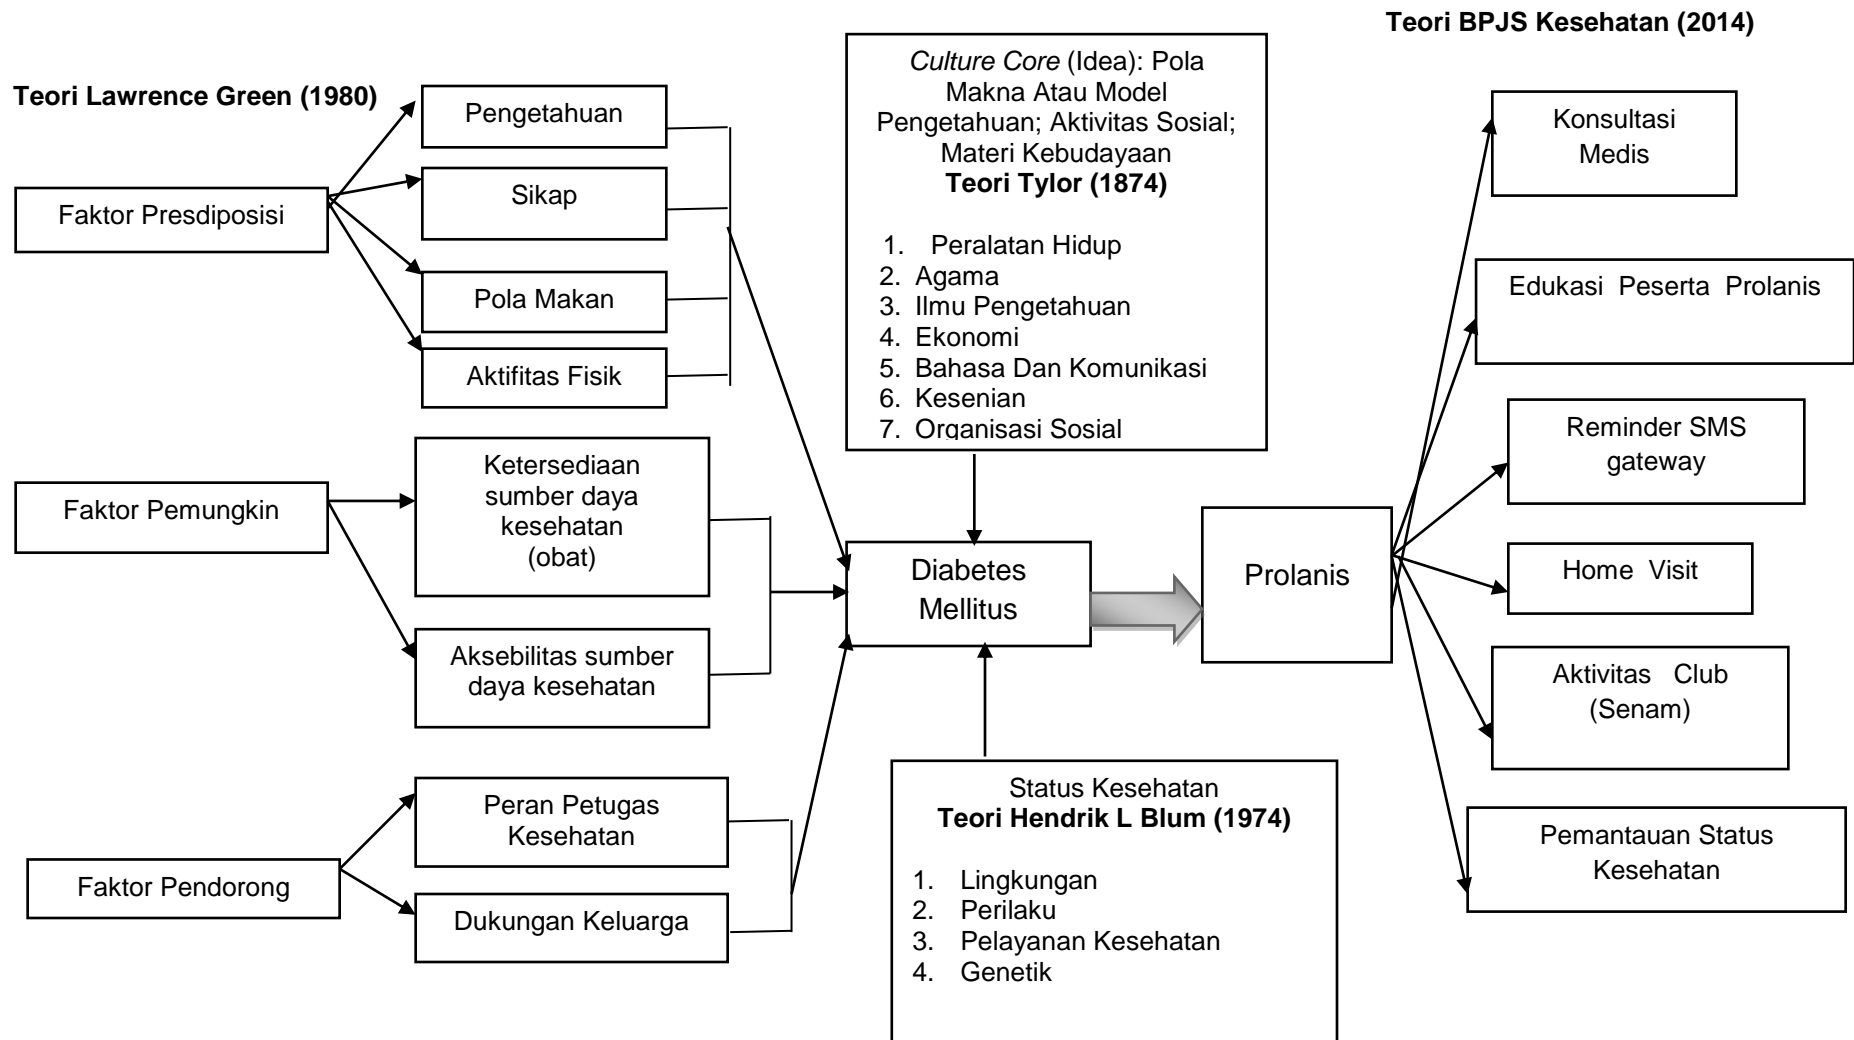 Teori BPJS Kesehatan (2014)
Teori Lawrence Green (1980)
Faktor Presdiposisi
Pengetahuan
Sikap
Pola Makan
Aktifitas Fisik
Faktor Pemungkin
Ketersediaan
sumber daya
kesehatan
(obat)
Aksebilitas sumber
daya kesehatan
Faktor Pendorong
Peran Petugas
Kesehatan
Dukungan Keluarga
Culture Core (Idea): Pola
Makna Atau Model
Pengetahuan; Aktivitas Sosial;
Materi Kebudayaan
Teori Tylor (1874)
1. Peralatan Hidup
2. Agama
3. Ilmu Pengetahuan
4. Ekonomi
5. Bahasa Dan Komunikasi
6. Kesenian
7. Organisasi Sosial
Diabetes
Mellitus
Status Kesehatan
Teori Hendrik L Blum (1974)
1. Lingkungan
2. Perilaku
3. Pelayanan Kesehatan
4. Genetik
Prolanis
Konsultasi
Medis
Edukasi Peserta Prolanis
Reminder SMS
gateway
Home Visit
Aktivitas Club
(Senam)
Pemantauan Status
Kesehatan